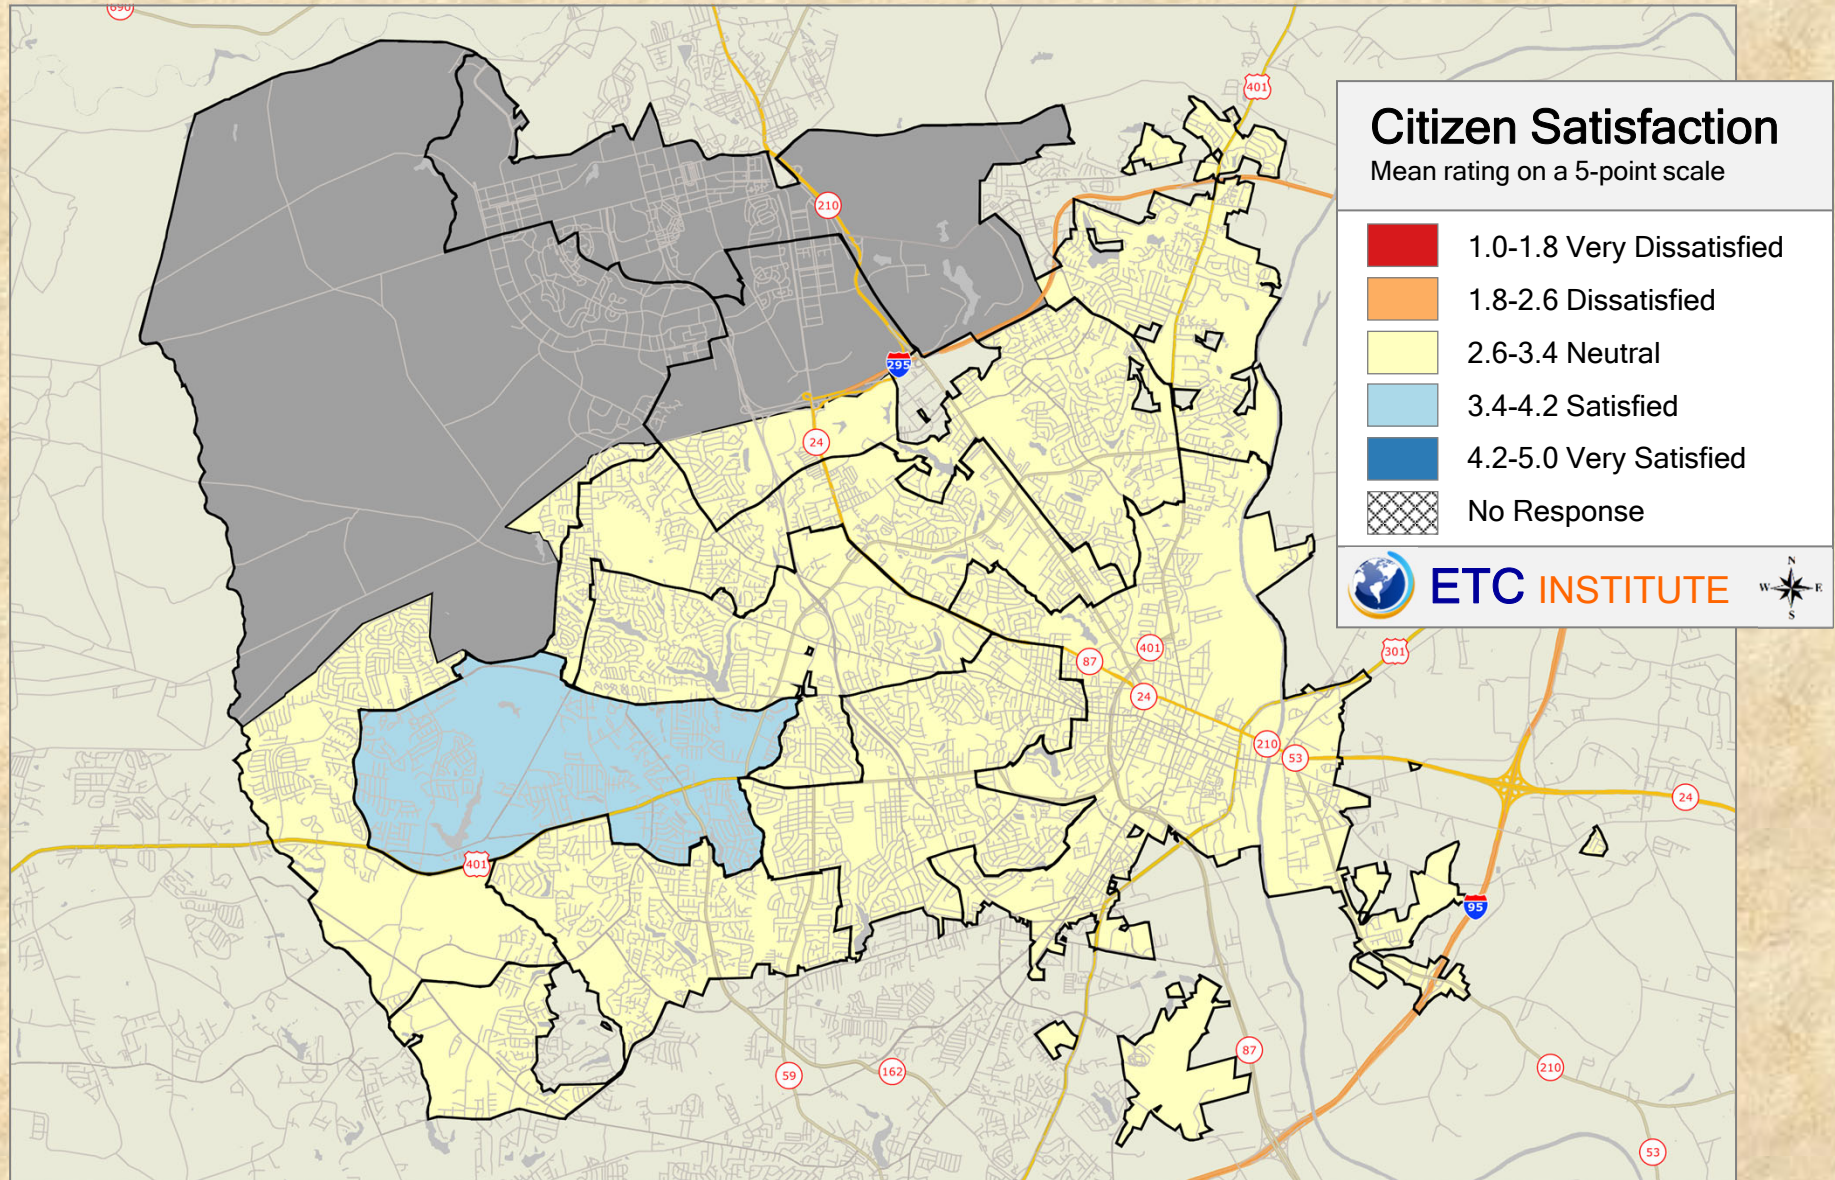 690
401
Citizen Satisfaction
Mean rating on a 5-point scale
1.0-1.8 Very Dissatisfied
1.8-2.6 Dissatisfied
2.6-3.4 Neutral
3.4-4.2 Satisfied
4.2-5.0 Very Satisfied
No Response
ETC INSTITUTE
N
W E
S
210
295
24
401
87
24
301
210
53
24
401
95
87
59
162
210
53